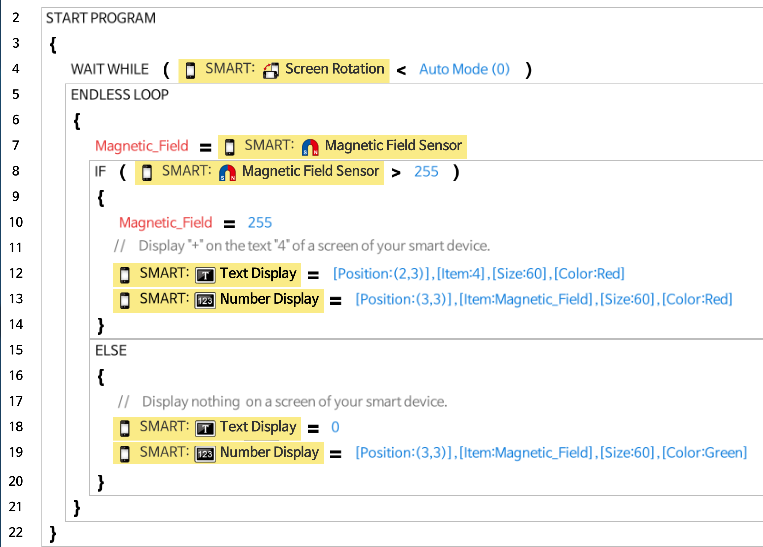 2 START PROGRAM
3 {
4 WAIT WHILE ( SMART: Screen Rotation < Auto Mode (0) )
5 ENDLESS LOOP
6 {
7 Magnetic_Field = SMART: Magnetic Field Sensor
8 IF ( SMART: Magnetic Field Sensor > 255 )
9 {
10 Magnetic_Field = 255
11 // Display "+" on the text "4" of a screen of your smart device.
12 SMART: T Text Display = [Position:(2,3)],[Item:4],[Size:60],[Color:Red]
13 SMART: 123 Number Display = [Position:(3,3)],[Item:Magnetic_Field],[Size:60],[Color:Red]
14 }
15 ELSE
16 {
17 // Display nothing on a screen of your smart device.
18 SMART: T Text Display = 0
19 SMART: 123 Number Display = [Position:(3,3)],[Item:Magnetic_Field],[Size:60],[Color:Green]
20 }
21 }
22 }